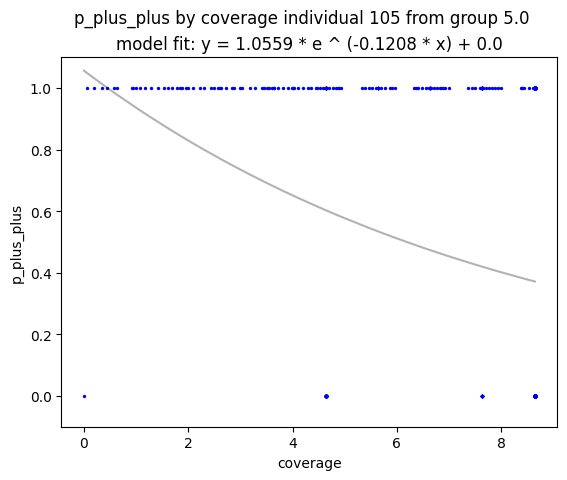 p_plus_plus by coverage individual 105 from group 5.0
model fit: y = 1.0559 * e ^ (-0.1208 * x) + 0.0
1.0
0.8
0.6
0.4
0.2
0.0
p_plus_plus
0 2 4 6 8
coverage